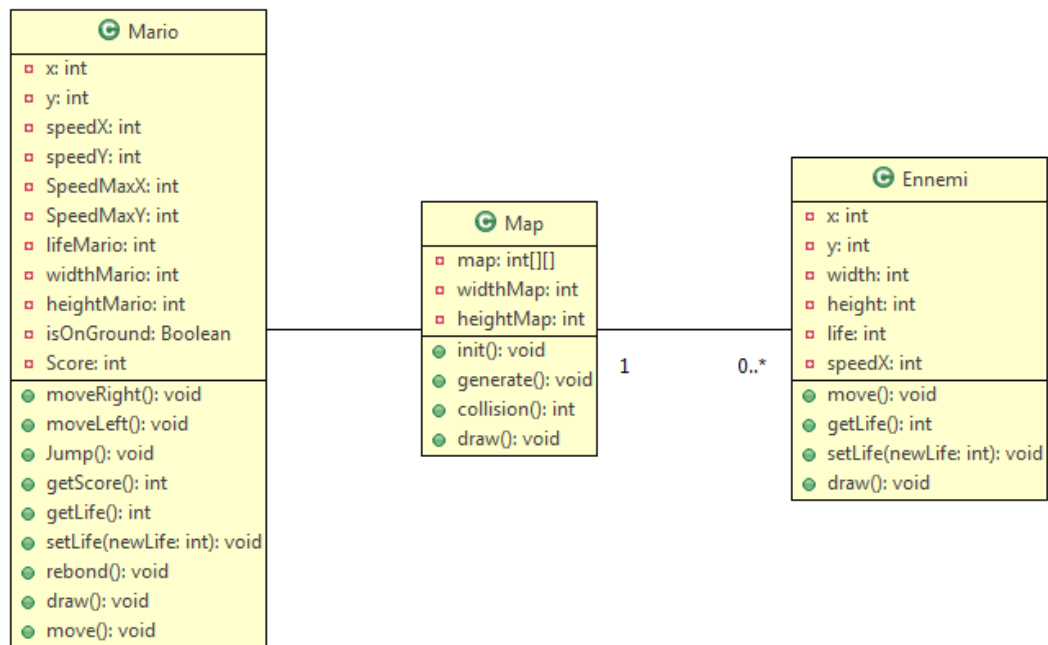 C Mario
x: int
y: int
speedX: int
speedY: int
SpeedMaxX: int
SpeedMaxY: int
lifeMario: int
widthMario: int
heightMario: int
isOnGround: Boolean
Score: int
moveRight(): void
moveLeft(): void
Jump(): void
getScore(): int
getLife(): int
setLife(newLife: int): void
rebond(): void
draw(): void
move(): void
C Map
map: int[][]
widthMap: int
heightMap: int
init(): void
generate(): void
collision(): int
draw(): void
1
0..*
C Ennemi
x: int
y: int
width: int
height: int
life: int
speedX: int
move(): void
getLife(): int
setLife(newLife: int): void
draw(): void